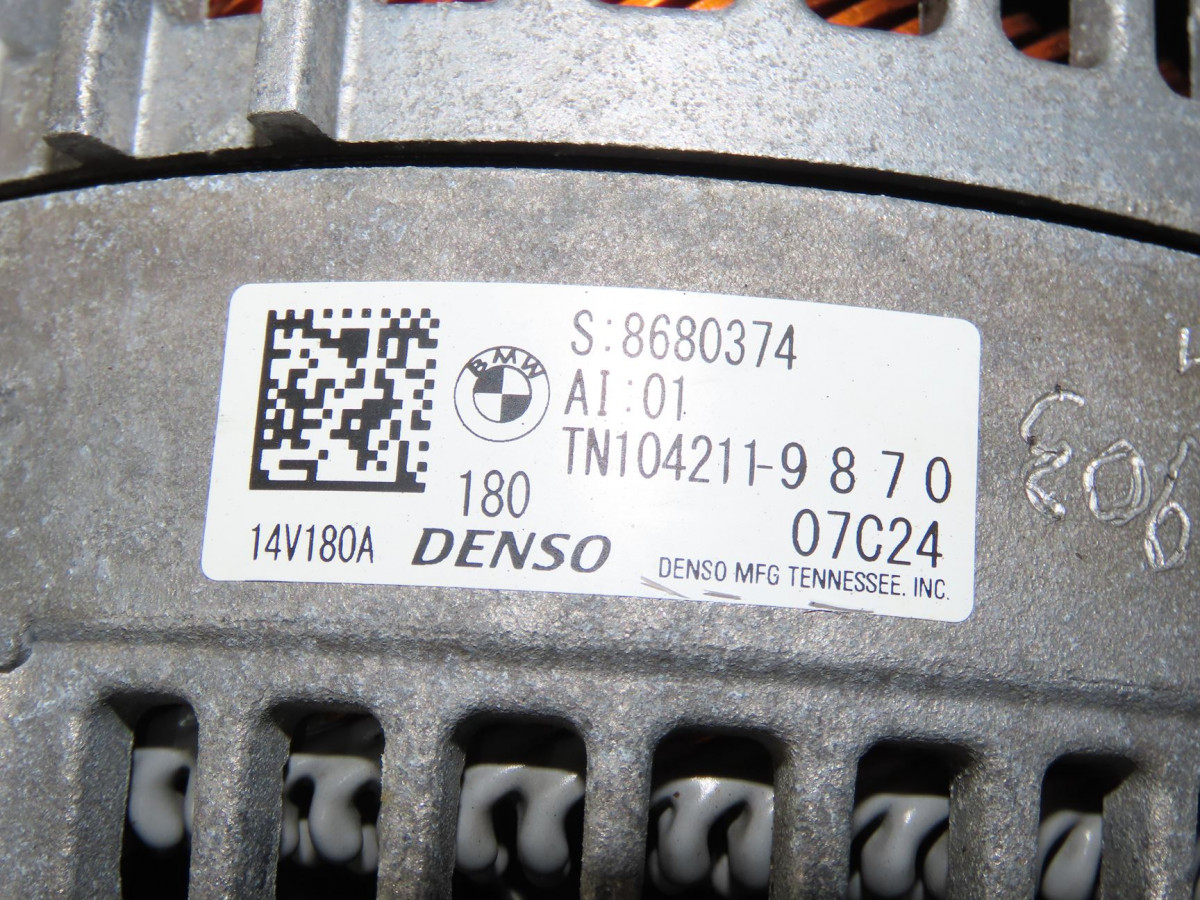 BMW
S:8680374
AI:01
TN104211-9870
180
07C24
14V180A
DENSO
DENSO MFG TENNESSEE. INC.